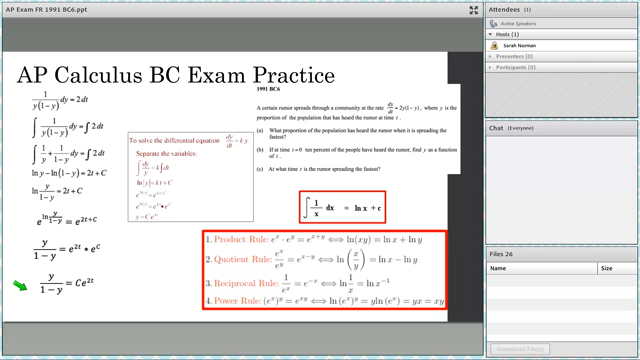 AP Exam FR 1991 BC6.ppt
AP Calculus BC Exam Practice
1/(y(1−y)) dy = 2 dt
∫ 1/(y(1−y)) dy = ∫ 2 dt
∫ 1/y + 1/(1−y) dy = ∫ 2 dt
ln y − ln(1−y) = 2t + C
ln y/(1−y) = 2t + C
e^(ln y/(1−y)) = e^(2t+C)
y/(1−y) = e^(2t) • e^C
y/(1−y) = Ce^(2t)
1991 BC6
A certain rumor spreads through a community at the rate dy/dt = 2y(1−y), where y is the
proportion of the population that has heard the rumor at time t.
(a) What proportion of the population has heard the rumor when it is spreading the
fastest?
(b) If at time t = 0 ten percent of the people have heard the rumor, find y as a function
of t.
(c) At what time t is the rumor spreading the fastest?
To solve the differential equation dy/dt = k y
Separate the variables:
∫ dy/y = k∫dt
ln|y| = k t + C
y = C e^(kt)
∫ 1/x dx = ln x + c
1. Product Rule: e^x · e^y = e^(x+y) ⟺ ln(xy) = ln x + ln y
2. Quotient Rule: e^x/e^y = e^(x−y) ⟺ ln(x/y) = ln x − ln y
3. Reciprocal Rule: 1/e^x = e^(−x) ⟺ ln 1/x = ln x^(−1)
4. Power Rule: (e^x)^y = e^(xy) ⟺ ln (e^x)^y = y ln (e^x) = yx = xy
Attendees (1)
Active Speakers
Hosts (1)
Sarah Norman
Presenters (0)
Participants (0)
Chat (Everyone)
Files 26
Name Size
Download File(s)